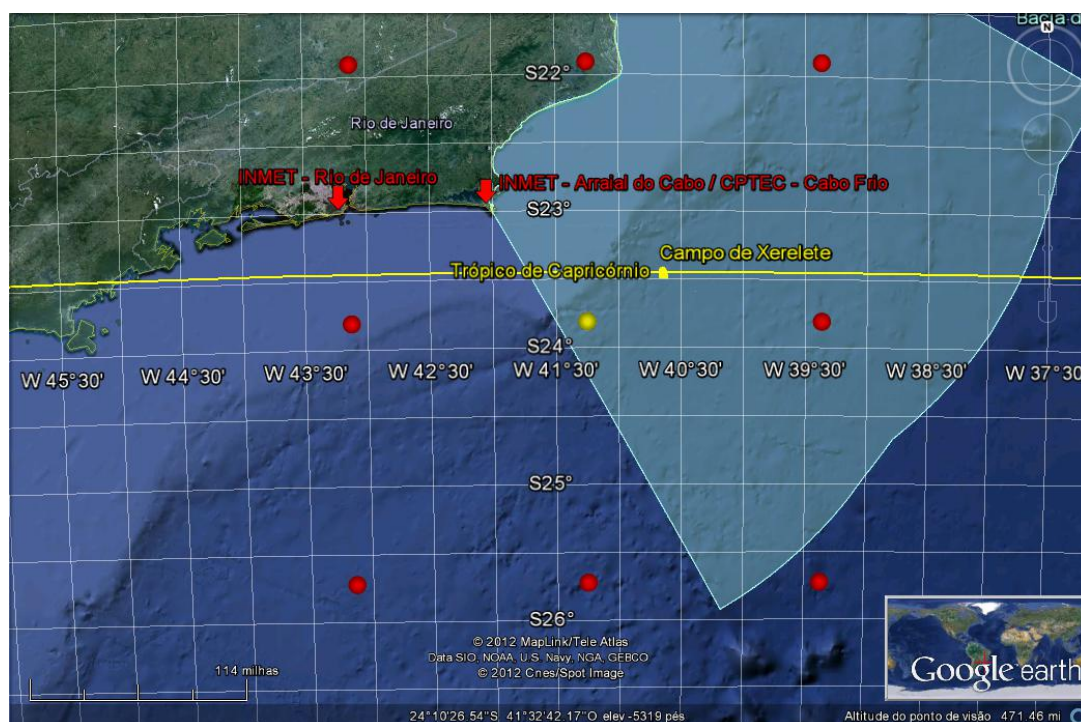 Bacia d
N
S22°
Rio de Janeiro
INMET - Rio de Janeiro
INMET - Arraial do Cabo / CPTEC - Cabo Frio
S23°
Campo de Xerelete
Trópico de Capricórnio
S24°
W 45°30'
W 44°30'
W 43°30'
W 42°30'
W 41°30'
W 40°30'
W 39°30'
W 38°30'
W 37°30
S25°
S26°
© 2012 MapLink/Tele Atlas
Data SIO, NOAA, U.S. Navy, NGA, GEBCO
© 2012 Cnes/Spot Image
114 milhas
Google earth
24°10'26 54"S 41°32'42.17"O elev -5319 pés
Altitude do ponto de visão 471.46 mi